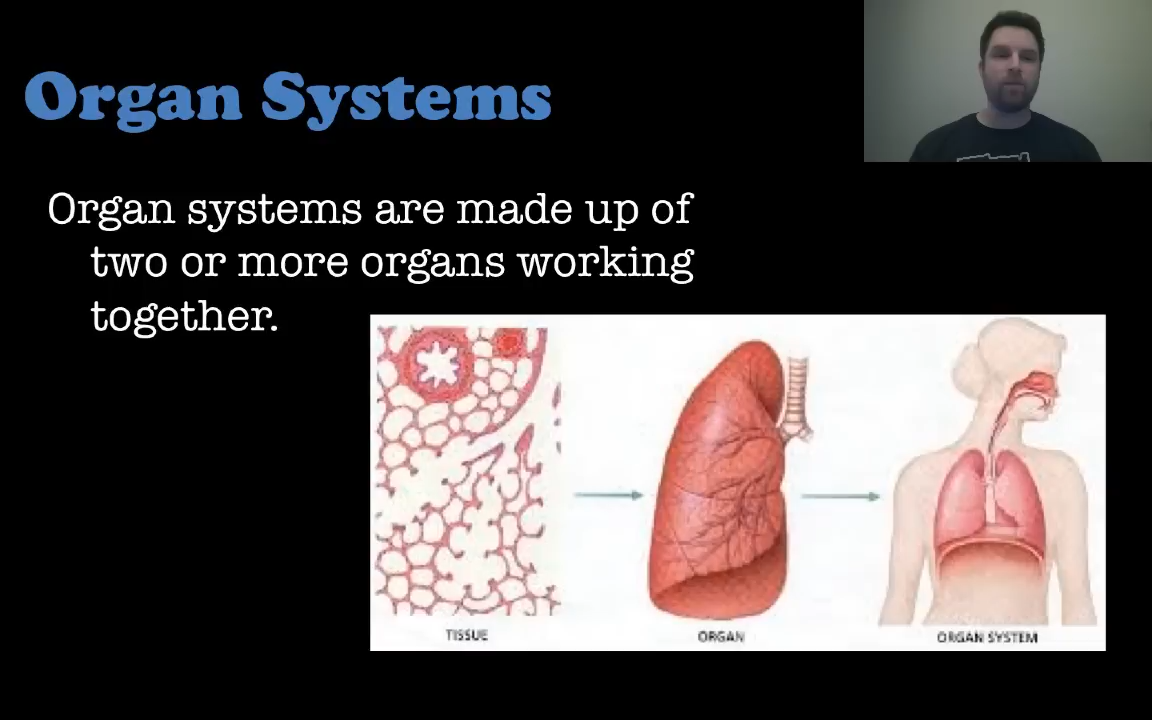 Organ Systems
Organ systems are made up of
two or more organs working
together.
TISSUE
ORGAN
ORGAN SYSTEM